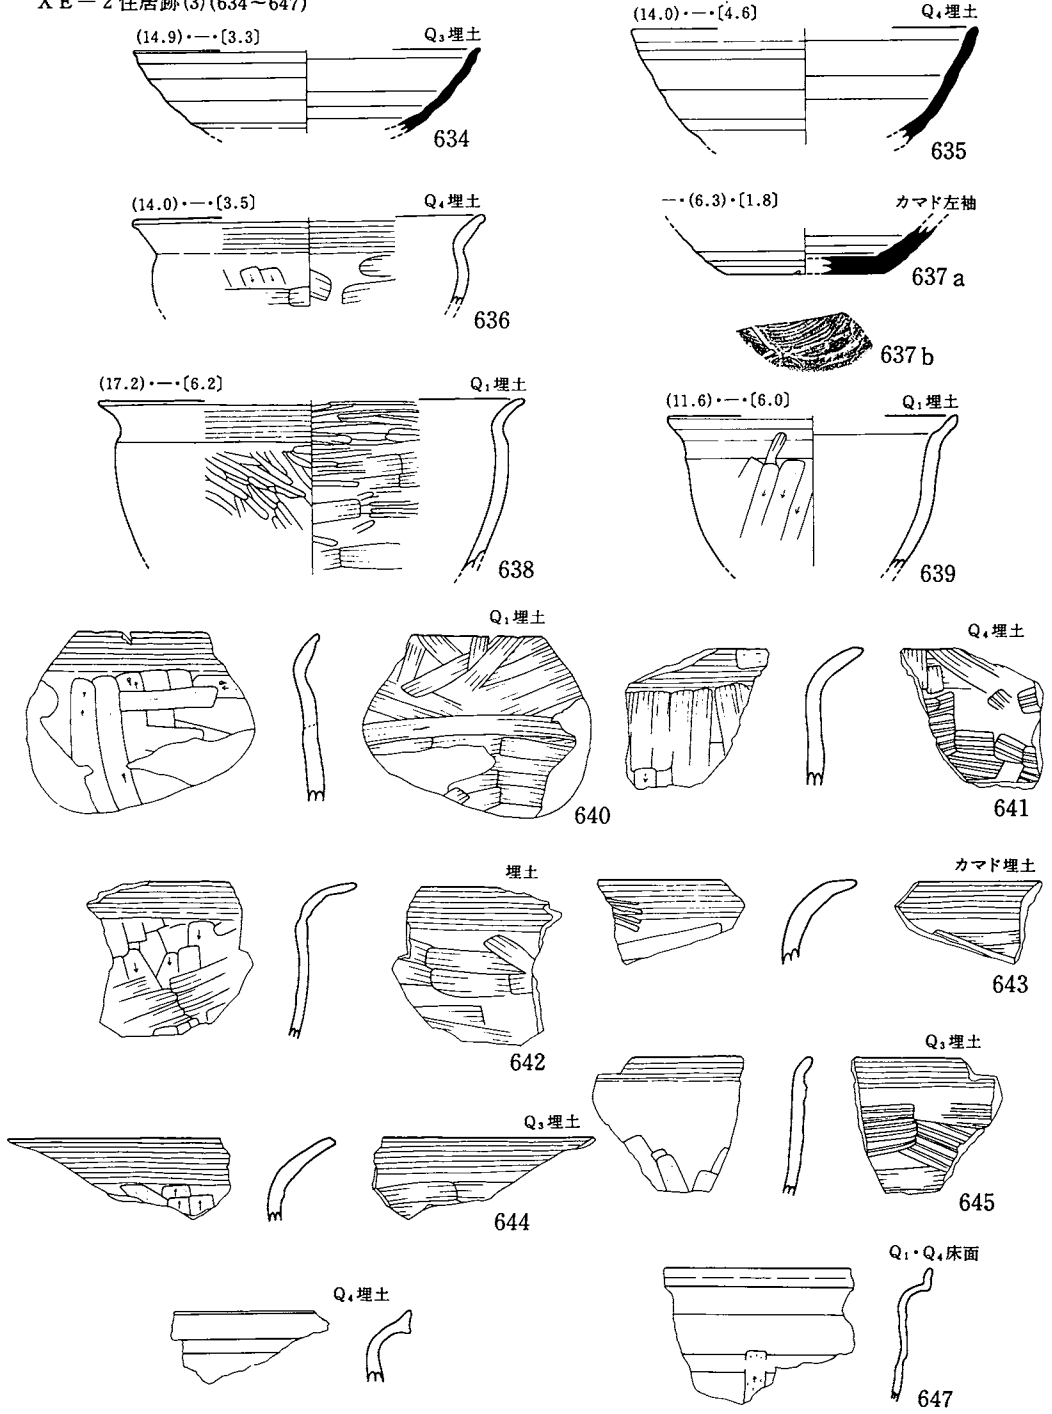 XE－2住居跡(3)(634～647)
(14.9)・―・〔3.3〕 Q₃埋土
634
(14.0)・―・〔4.6〕 Q₄埋土
635
(14.0)・―・〔3.5〕 Q₄埋土
636
―・(6.3)・〔1.8〕 カマド左袖
637a
637b
(17.2)・―・〔6.2〕 Q₁埋土
638
(11.6)・―・〔6.0〕 Q₁埋土
639
Q₁埋土
640
Q₄埋土
641
埋土
642
カマド埋土
643
Q₃埋土
644
Q₃埋土
645
Q₄埋土
Q₁・Q₄床面
647